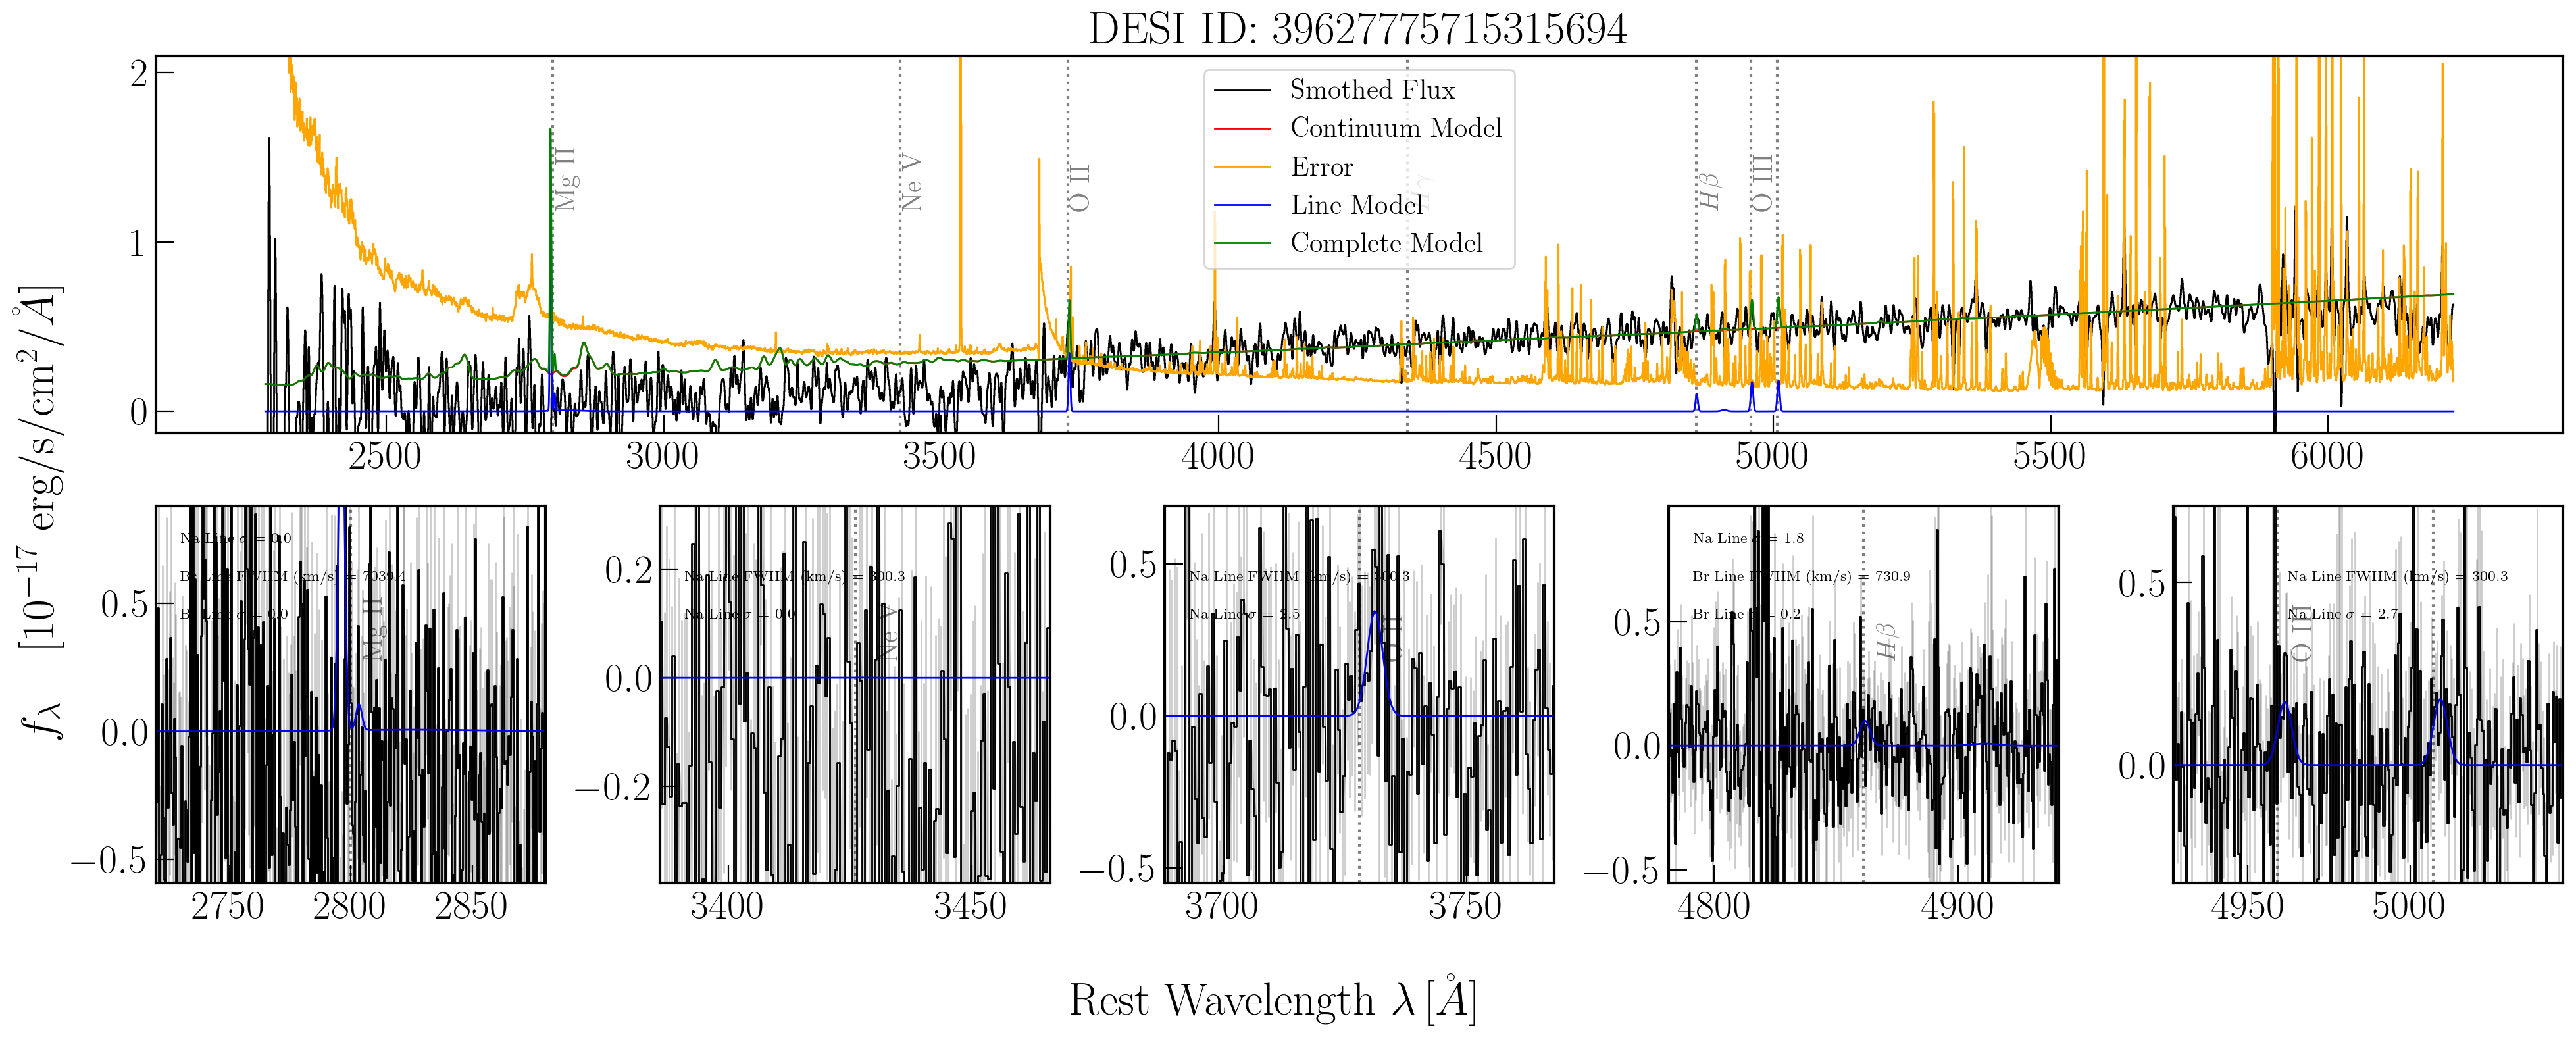 DESI ID: 39627775715315694
2
1
0
Smothed Flux
Continuum Model
Error
Line Model
Complete Model
Mg II
Ne V
O II
Hγ
Hβ
O III
2500 3000 3500 4000 4500 5000 5500 6000
fλ [10⁻¹⁷ erg/s/cm²/Å]
0.5
0.0
−0.5
Na Line σ = 0.0
Br Line FWHM (km/s) = 7039.4
Br Line σ = 0.0
Mg II
2750 2800 2850
0.2
0.0
−0.2
Na Line FWHM (km/s) = 300.3
Na Line σ = 0.0
Ne V
3400 3450
0.5
0.0
−0.5
Na Line FWHM (km/s) = 300.3
Na Line σ = 2.5
O II
3700 3750
0.5
0.0
−0.5
Na Line σ = 1.8
Br Line FWHM (km/s) = 730.9
Br Line σ = 0.2
Hβ
4800 4900
0.5
0.0
Na Line FWHM (km/s) = 300.3
Na Line σ = 2.7
O III
4950 5000
Rest Wavelength λ [Å]